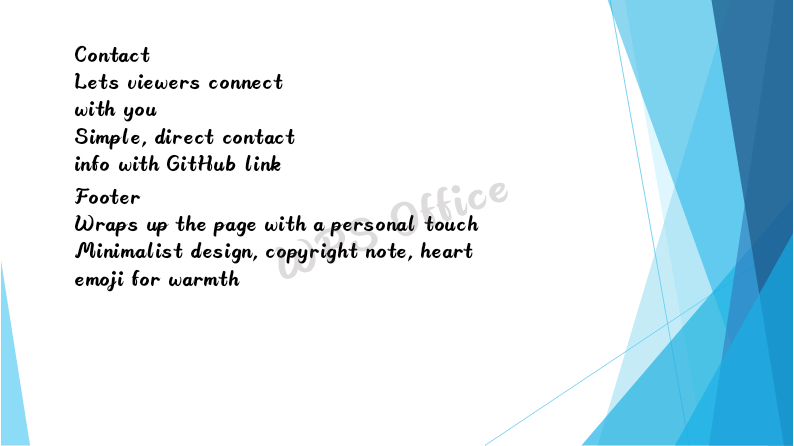 Contact
Lets viewers connect
with you
Simple, direct contact
info with GitHub link
Footer
Wraps up the page with a personal touch
Minimalist design, copyright note, heart
emoji for warmth
WPS Office